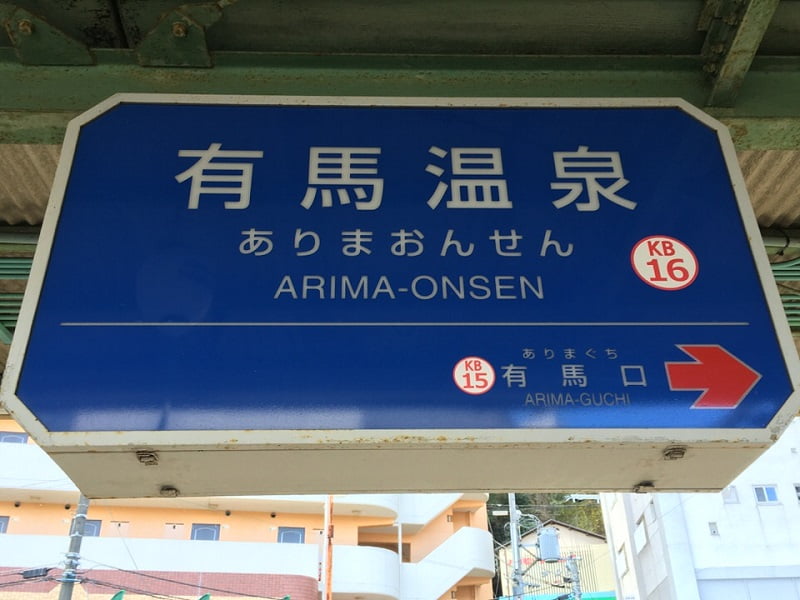 有馬温泉
ありまおんせん
ARIMA-ONSEN
KB
16
ありまぐち
KB
15
有馬口
ARIMA-GUCHI